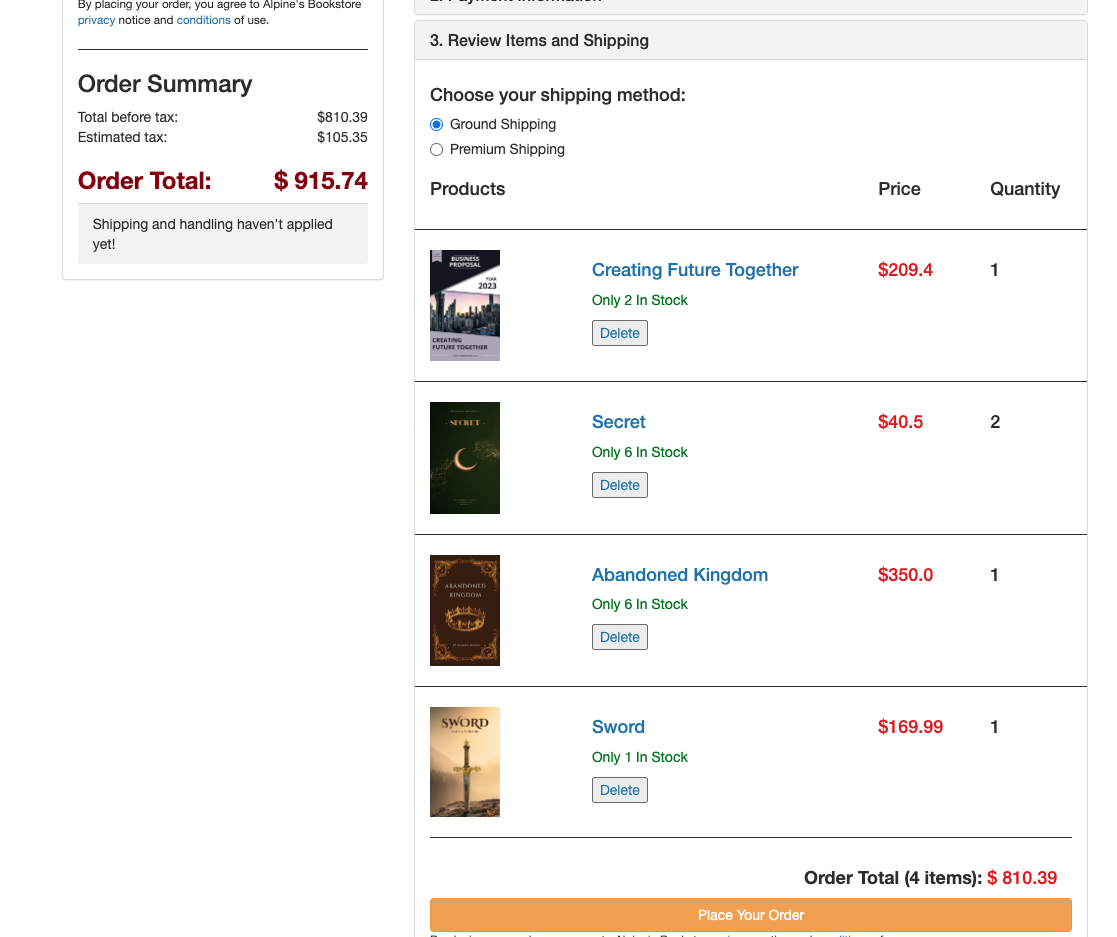 By placing your order, you agree to Alpine's Bookstore
privacy notice and conditions of use.
Order Summary
Total before tax: $810.39
Estimated tax: $105.35
Order Total: $ 915.74
Shipping and handling haven't applied
yet!
3. Review Items and Shipping
Choose your shipping method:
Ground Shipping
Premium Shipping
Products Price Quantity
BUSINESS
PROPOSAL
YEAR
2023
CREATING
FUTURE TOGETHER
Creating Future Together $209.4 1
Only 2 In Stock
Delete
SECRET
Secret $40.5 2
Only 6 In Stock
Delete
ABANDONED
KINGDOM
Abandoned Kingdom $350.0 1
Only 6 In Stock
Delete
SWORD
Sword $169.99 1
Only 1 In Stock
Delete
Order Total (4 items): $ 810.39
Place Your Order